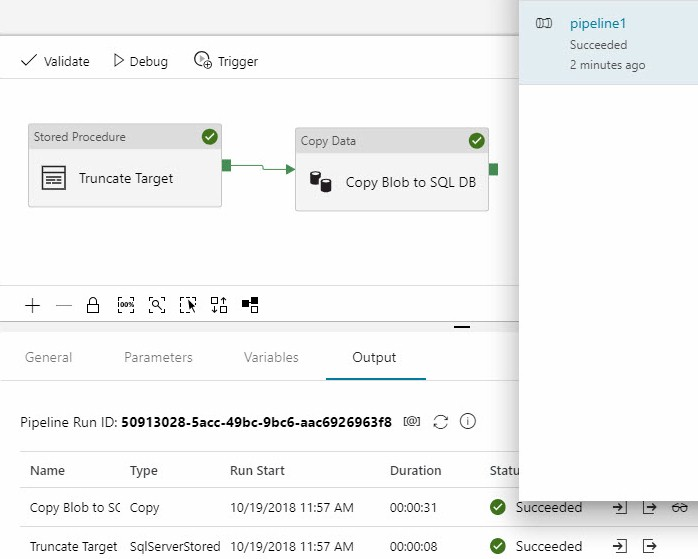 pipeline1
Succeeded
2 minutes ago
Validate Debug Trigger
Stored Procedure
Truncate Target
Copy Data
Copy Blob to SQL DB
100%
General Parameters Variables Output
Pipeline Run ID: 50913028-5acc-49bc-9bc6-aac6926963f8 [@]
Name Type Run Start Duration Statu
Copy Blob to SC Copy 10/19/2018 11:57 AM 00:00:31 Succeeded
Truncate Target SqlServerStored 10/19/2018 11:57 AM 00:00:08 Succeeded